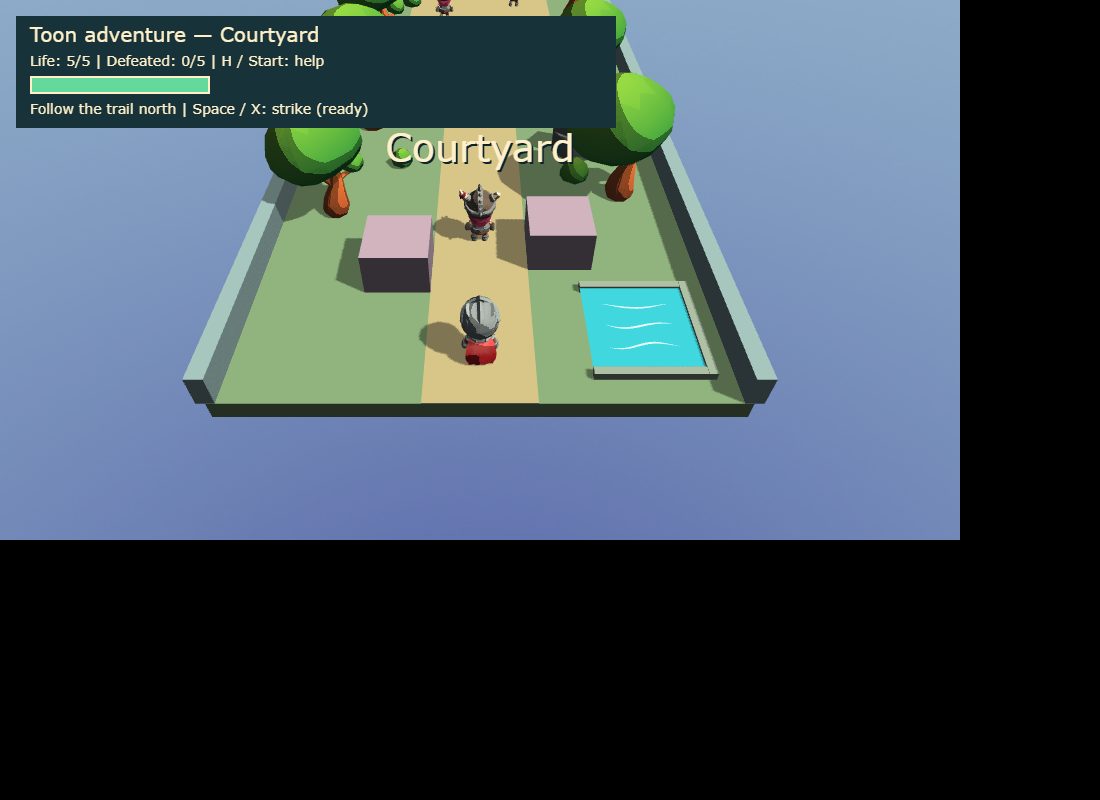 Toon adventure — Courtyard
Life: 5/5 | Defeated: 0/5 | H / Start: help
Follow the trail north | Space / X: strike (ready)
Courtyard